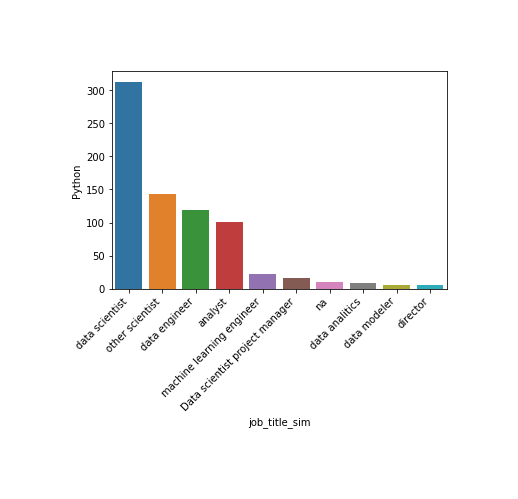 300
250
200
150
100
50
0
Python
data scientist
other scientist
data engineer
analyst
machine learning engineer
Data scientist project manager
na
data analitics
data modeler
director
job_title_sim